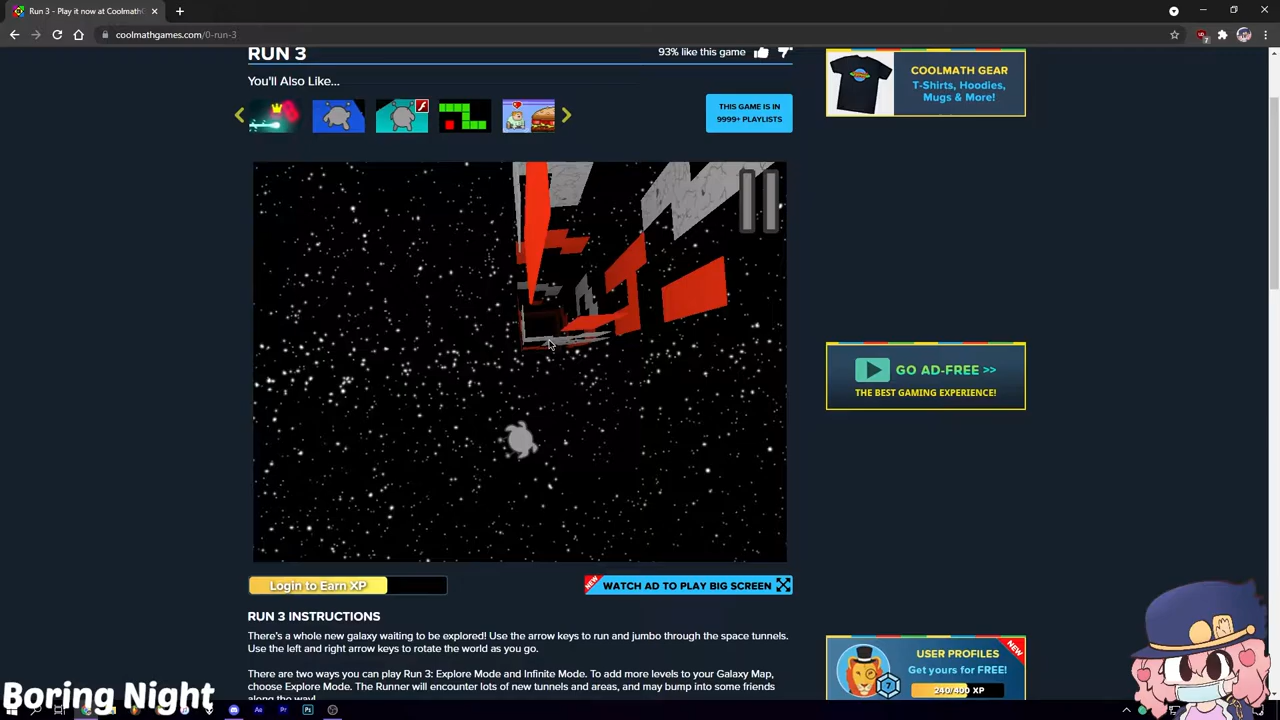 Run 3 - Play it now at Coolmath
coolmathgames.com/0-run-3
RUN 3
93% like this game
You'll Also Like...
THIS GAME IS IN
9999+ PLAYLISTS
COOLMATH GEAR
T-Shirts, Hoodies,
Mugs & More!
GO AD-FREE >>
THE BEST GAMING EXPERIENCE!
Login to Earn XP
NEW
WATCH AD TO PLAY BIG SCREEN
RUN 3 INSTRUCTIONS
There's a whole new galaxy waiting to be explored! Use the arrow keys to run and jumbo through the space tunnels.
Use the left and right arrow keys to rotate the world as you go.
There are two ways you can play Run 3: Explore Mode and Infinite Mode. To add more levels to your Galaxy Map,
choose Explore Mode. The Runner will encounter lots of new tunnels and areas, and may bump into some friends
along the way!
USER PROFILES
NEW
Get yours for FREE!
240/400 XP
Boring Night
Ae
Pr
Ps